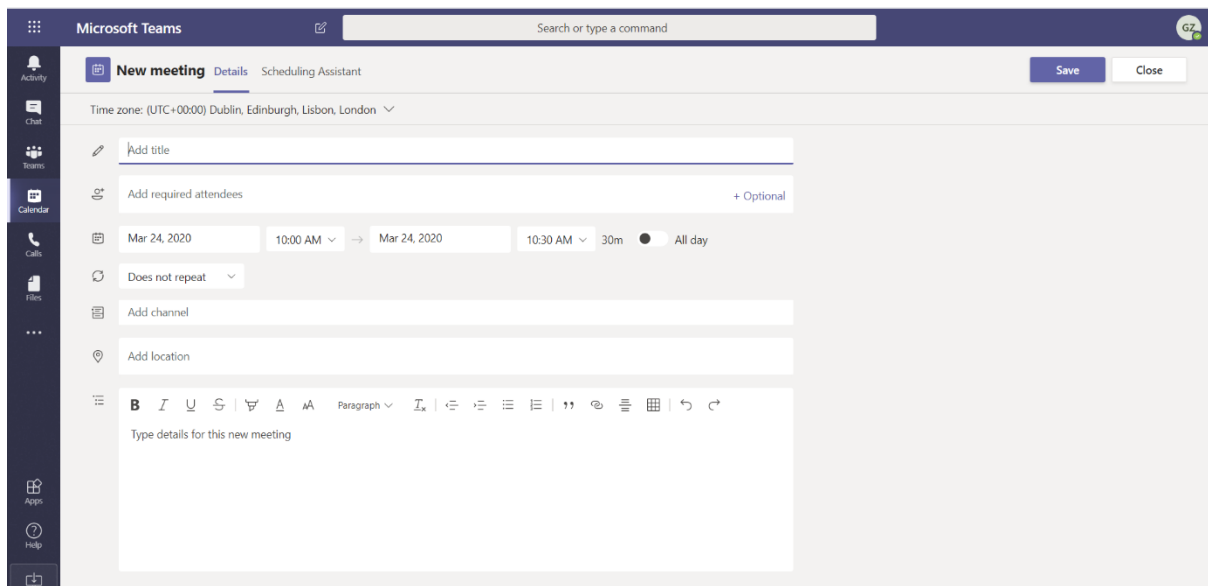 Microsoft Teams
Search or type a command
GZ
Activity
Chat
Teams
Calendar
Calls
Files
Apps
Help
New meeting Details Scheduling Assistant
Save Close
Time zone: (UTC+00:00) Dublin, Edinburgh, Lisbon, London
Add title
Add required attendees + Optional
Mar 24, 2020 10:00 AM → Mar 24, 2020 10:30 AM 30m All day
Does not repeat
Add channel
Add location
B I U S A AA Paragraph Tx
Type details for this new meeting